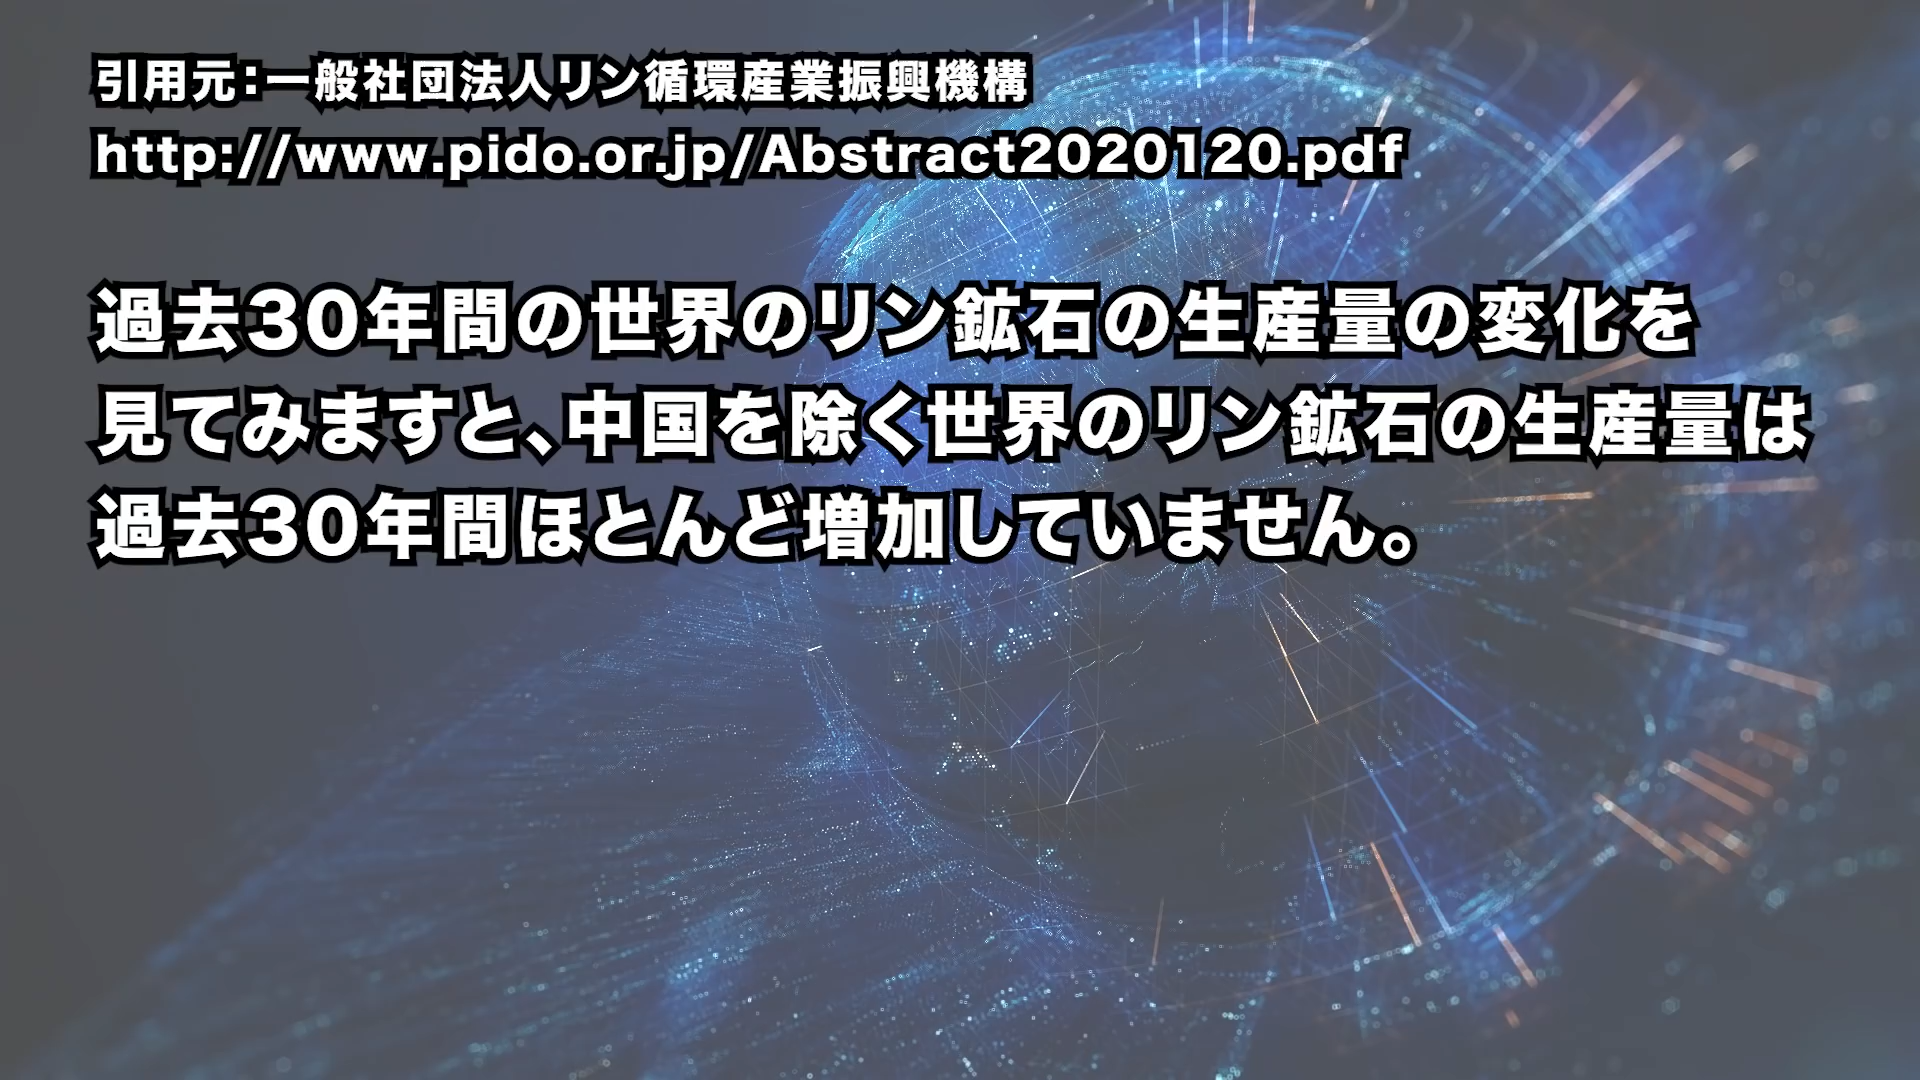 引用元：一般社団法人リン循環産業振興機構
http://www.pido.or.jp/Abstract2020120.pdf
過去30年間の世界のリン鉱石の生産量の変化を
見てみますと、中国を除く世界のリン鉱石の生産量は
過去30年間ほとんど増加していません。